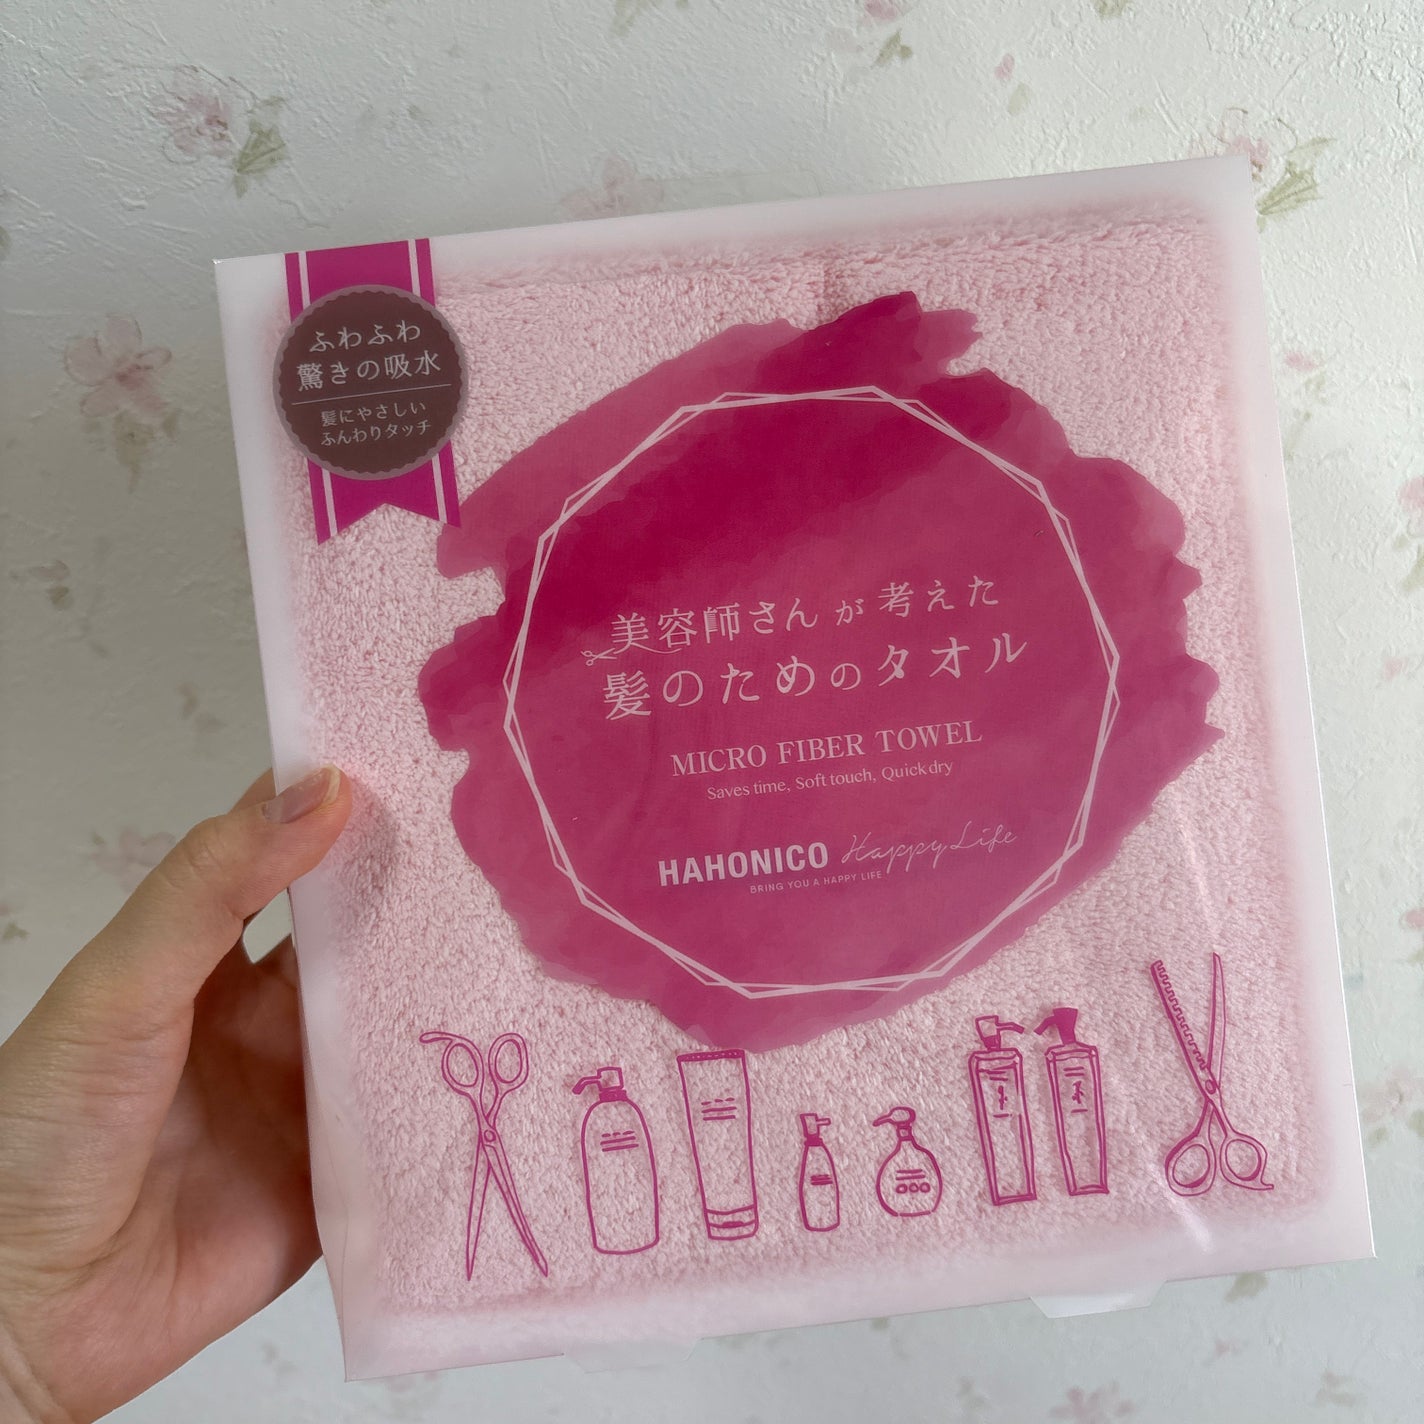 ふわふわ
驚きの吸水
髪にやさしい
ふんわりタッチ
美容師さんが考えた
髪のためのタオル
MICRO FIBER TOWEL
Saves time, Soft touch, Quick dry
HAHONICO Happy Life
BRING YOU A HAPPY LIFE